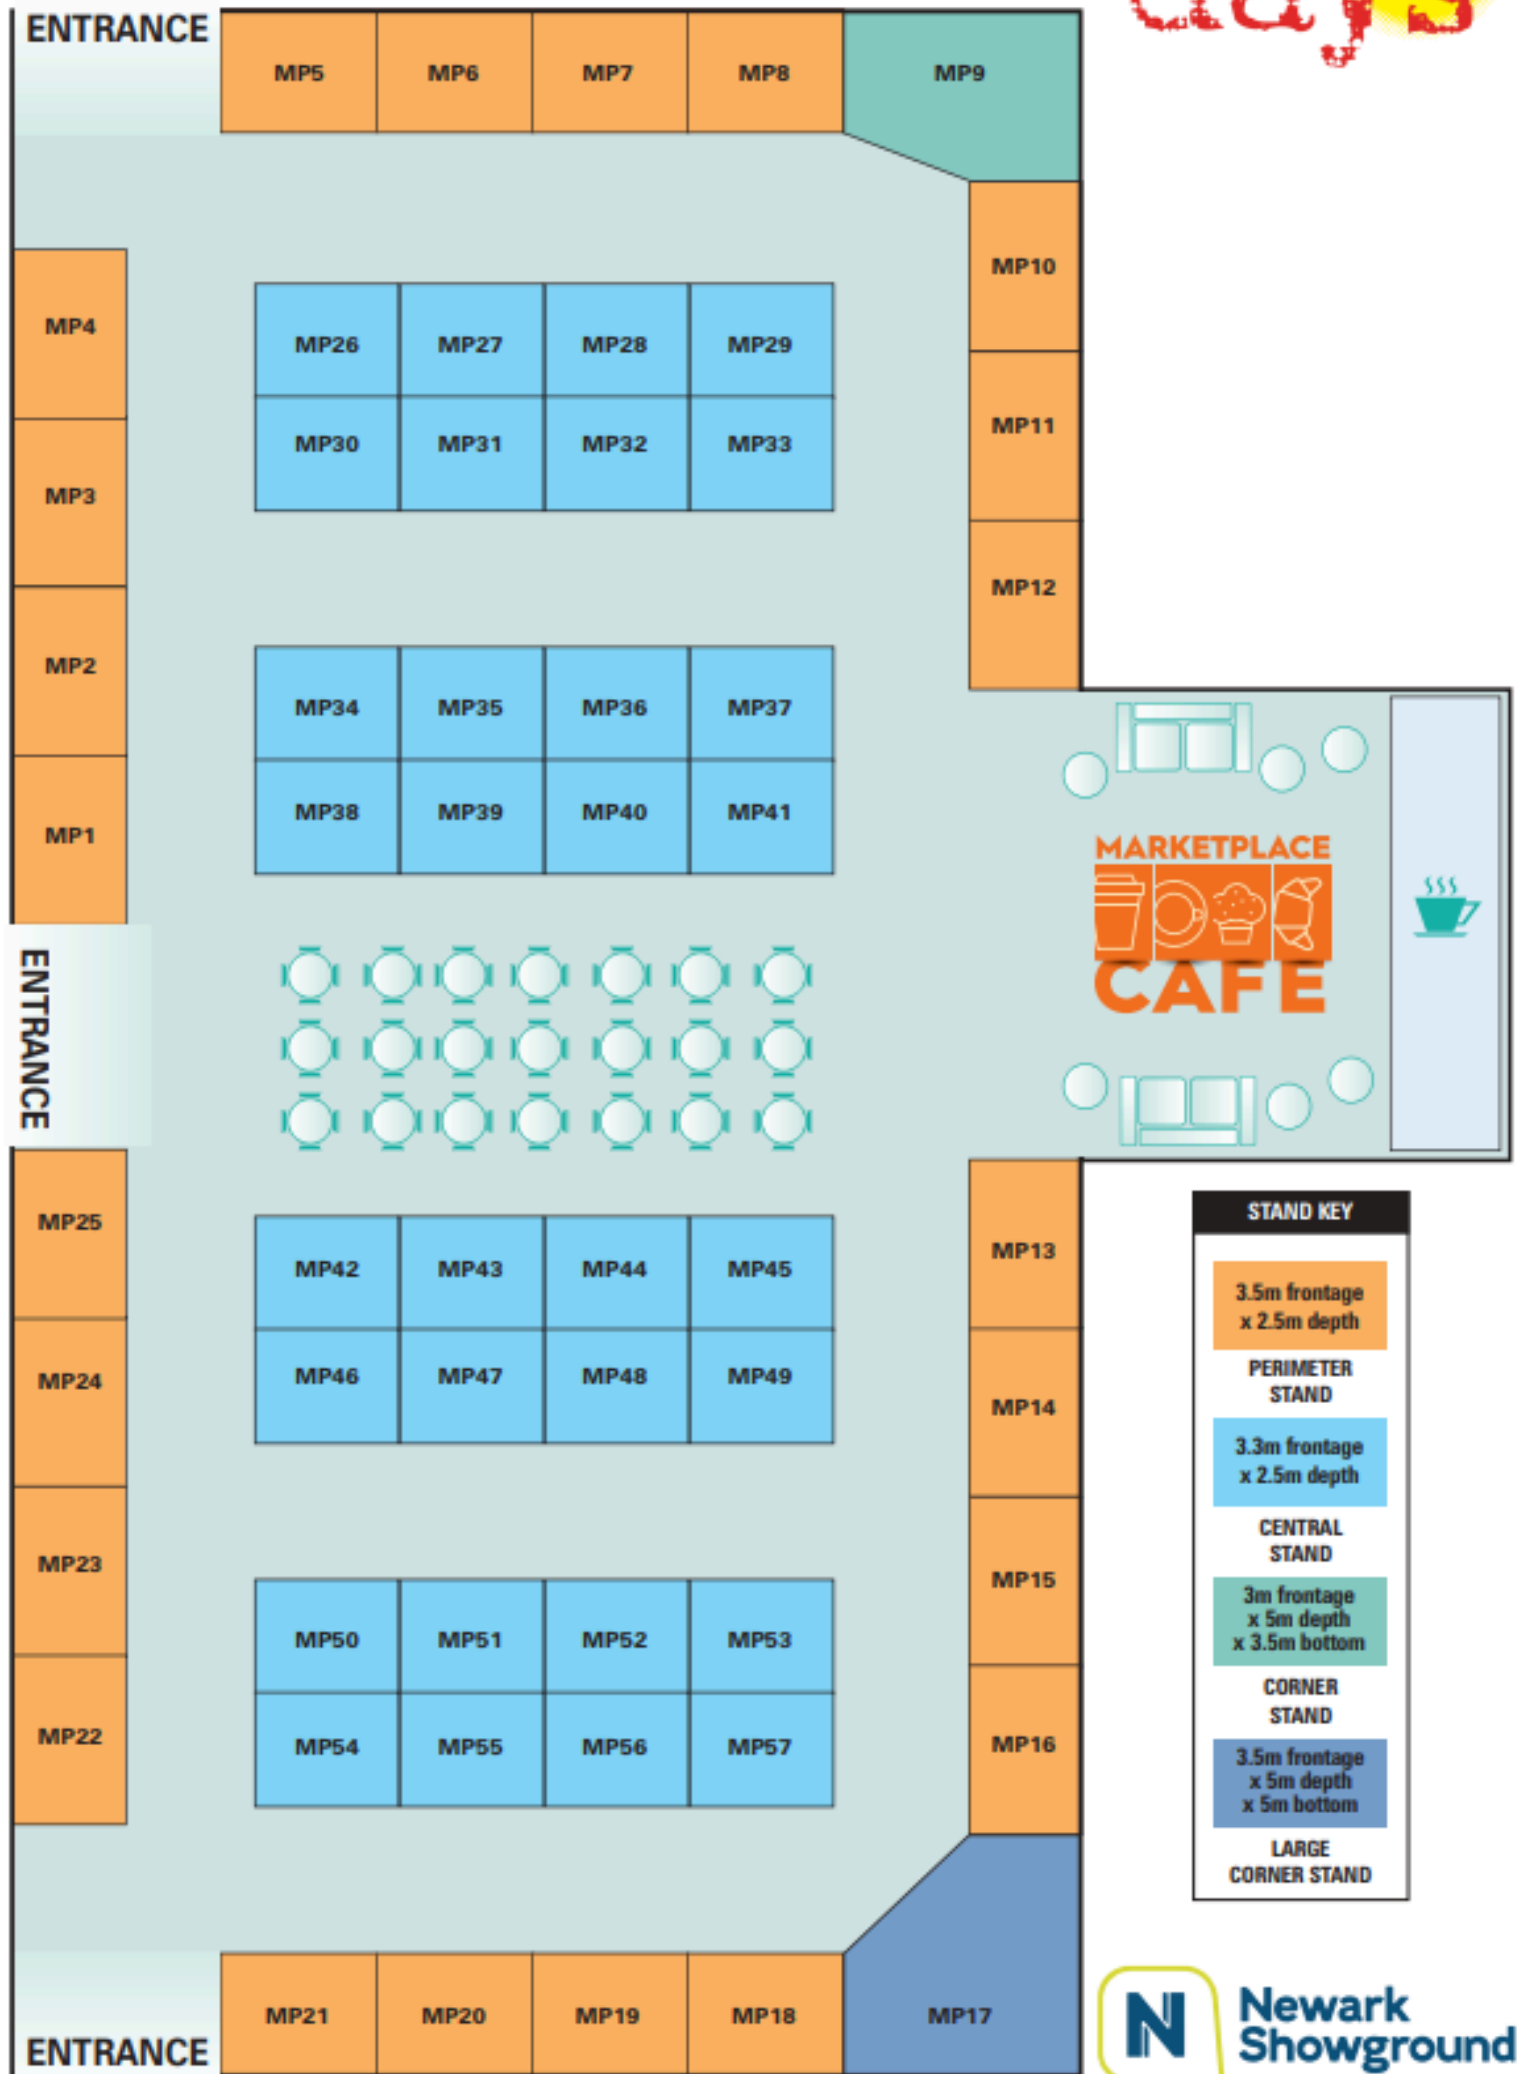 days
ENTRANCE
MP5 MP6 MP7 MP8 MP9
MP10
MP4
MP26 MP27 MP28 MP29
MP11
MP30 MP31 MP32 MP33
MP3
MP12
MP2
MP34 MP35 MP36 MP37
MP38 MP39 MP40 MP41
MP1
MARKETPLACE
CAFE
ENTRANCE
MP25
MP13
MP42 MP43 MP44 MP45
MP24
MP46 MP47 MP48 MP49
MP14
MP23
MP15
MP50 MP51 MP52 MP53
MP22
MP54 MP55 MP56 MP57
MP16
MP21 MP20 MP19 MP18 MP17
ENTRANCE
STAND KEY
3.5m frontage
x 2.5m depth
PERIMETER
STAND
3.3m frontage
x 2.5m depth
CENTRAL
STAND
3m frontage
x 5m depth
x 3.5m bottom
CORNER
STAND
3.5m frontage
x 5m depth
x 5m bottom
LARGE
CORNER STAND
N
Newark
Showground